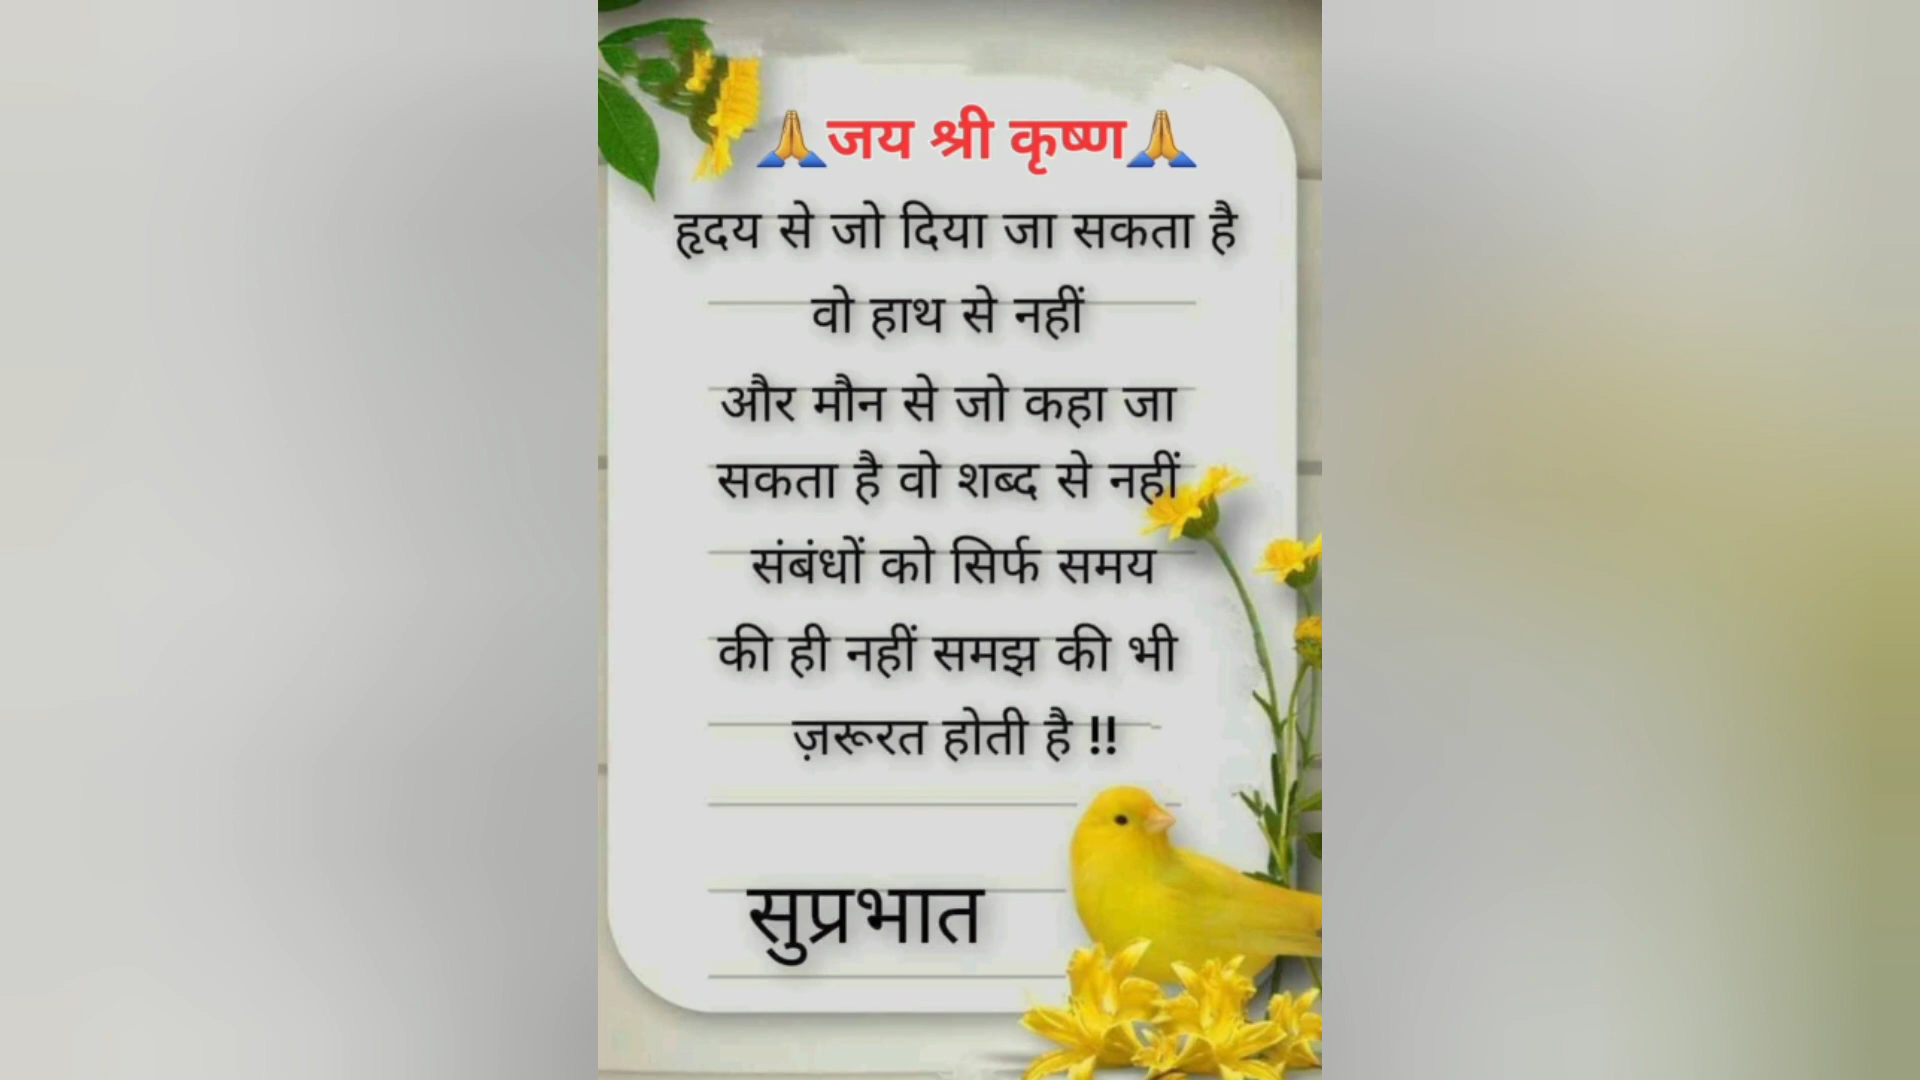 🙏जय श्री कृष्ण🙏
हृदय से जो दिया जा सकता है
वो हाथ से नहीं
और मौन से जो कहा जा
सकता है वो शब्द से नहीं
संबंधों को सिर्फ समय
की ही नहीं समझ की भी
ज़रूरत होती है !!
सुप्रभात